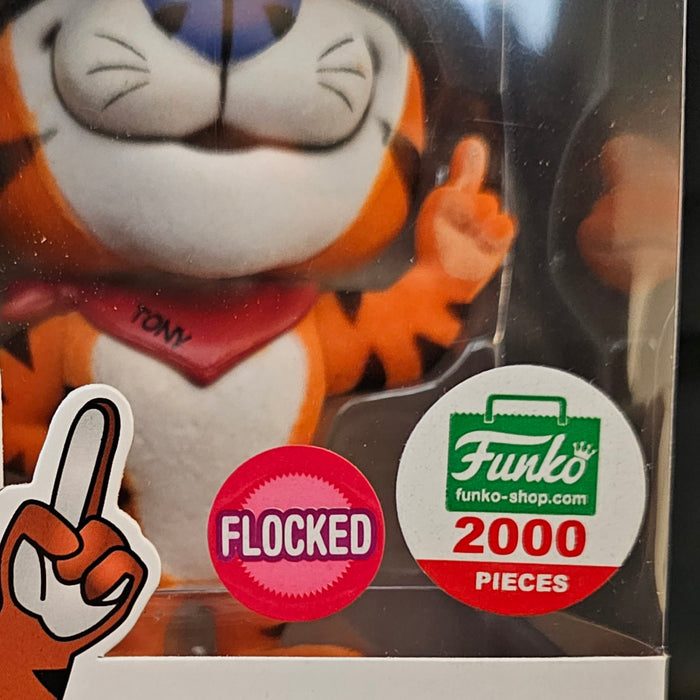 TONY
FLOCKED
Funko
funko-shop.com
2000
PIECES